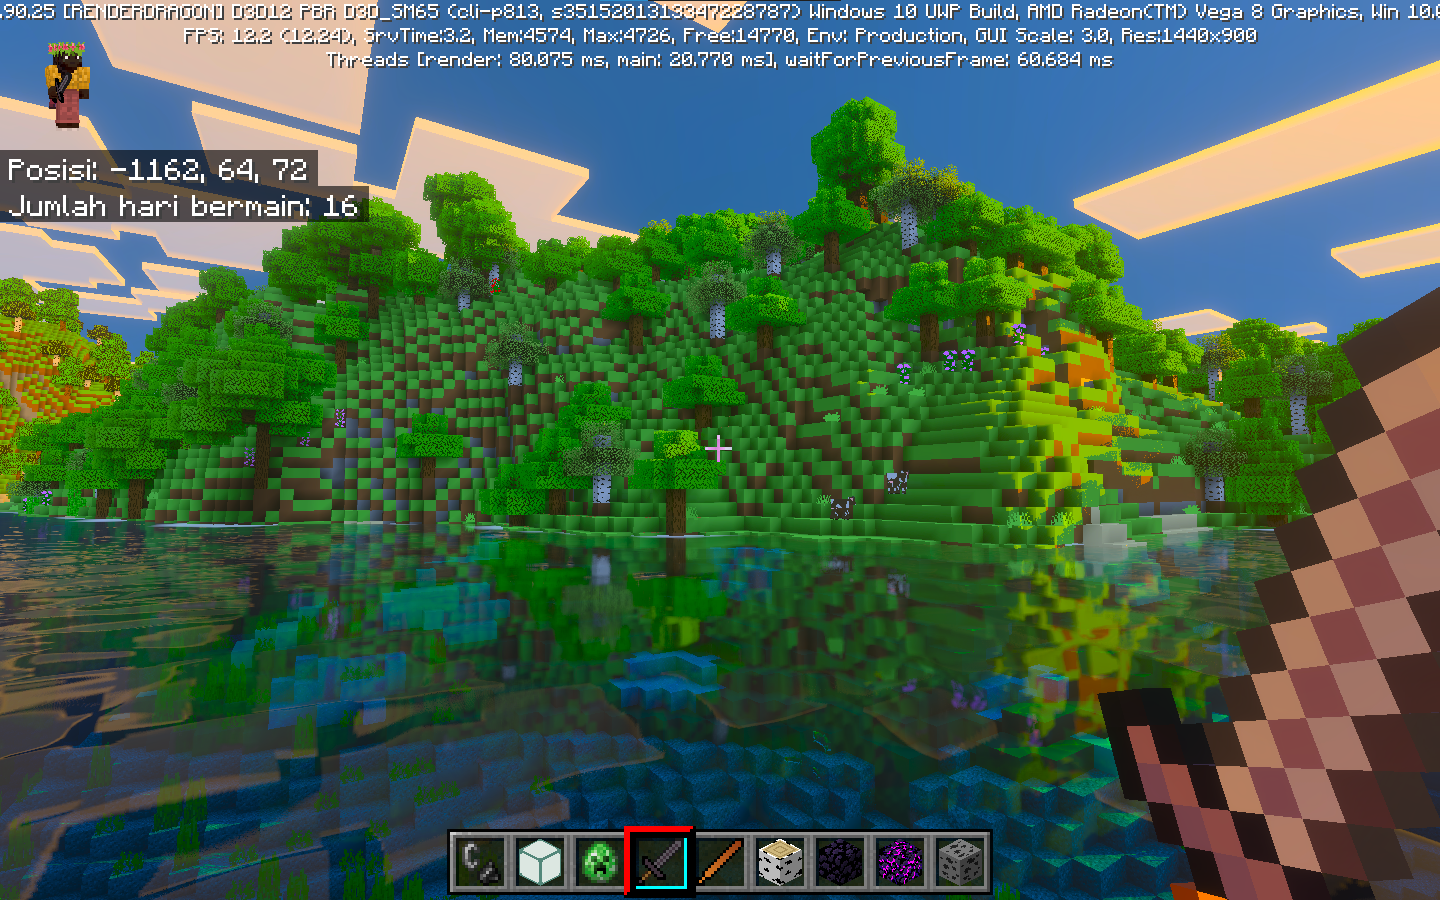 .90.25 [RENDERDRAGON] D3D12 PBR D3D_SM65 (cli-p813, s35152013133472
28787) Windows 10 UWP Build, AMD Radeon(TM) Vega 8 Graphics, Win 10.
FPS: 12.2 (12.24), SrvTime:3.2, Mem:4574, Max:4726, Free:14770, Env: Production, GUI Scale: 3.0, Res:1440x900
Threads [render: 80.075 ms, main: 20.770 ms], waitForPreviousFrame: 60.684 ms
Posisi: -1162, 64, 72
Jumlah hari bermain: 16